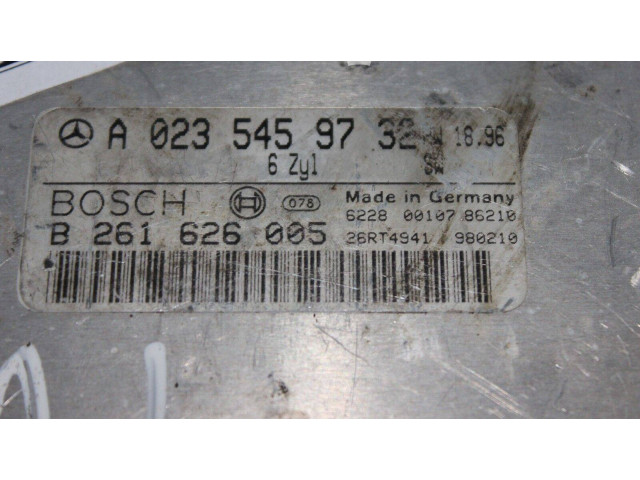 A 023 545 97 32 18.96
6 Zyl
BOSCH 078 Made in Germany
6228 00107 86210
B 261 626 005 26RT4941 980210